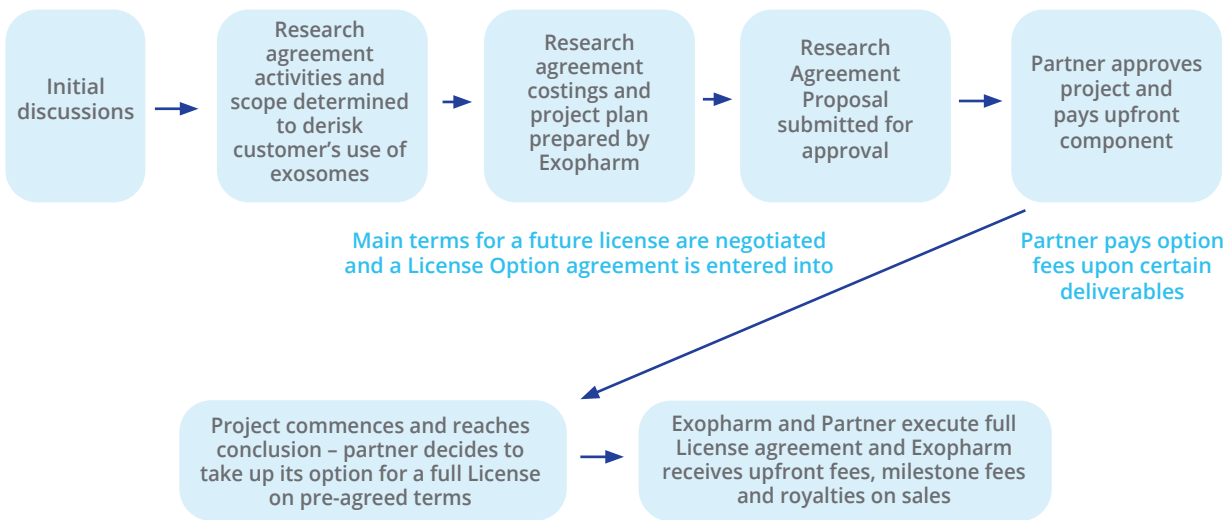 Initial
discussions
Research
agreement
activities and
scope determined
to derisk
customer's use of
exosomes
Research
agreement
costings and
project plan
prepared by
Exopharm
Research
Agreement
Proposal
submitted for
approval
Partner approves
project and
pays upfront
component
Main terms for a future license are negotiated
and a License Option agreement is entered into
Partner pays option
fees upon certain
deliverables
Project commences and reaches
conclusion – partner decides to
take up its option for a full License
on pre-agreed terms
Exopharm and Partner execute full
License agreement and Exopharm
receives upfront fees, milestone fees
and royalties on sales